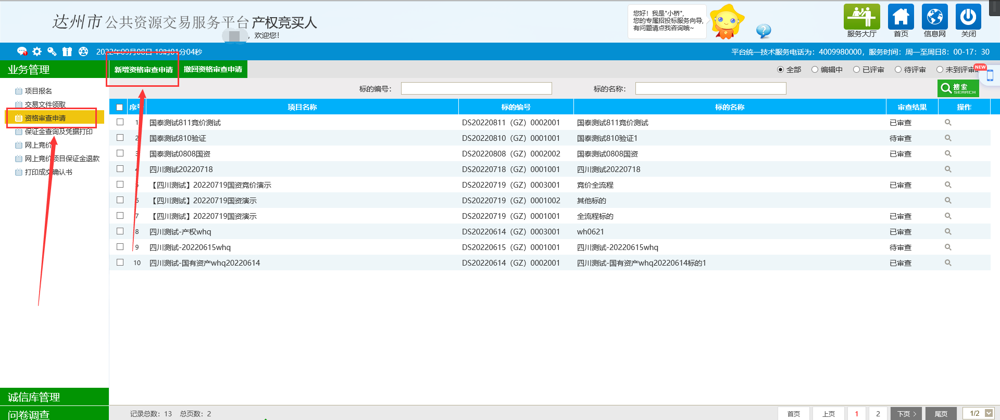 达州市公共资源交易服务平台 产权竞买人
，欢迎您！
您好！我是"小桥"，
您的专属招投标服务向导，
有问题请点我咨询哦~
服务大厅
首页
信息网
关闭
2022年09月08日 19时01分04秒
平台统一技术服务电话为：4009980000，服务时间：周一至周日8：00-17：30
业务管理
新增资格审查申请
撤回资格审查申请
全部
编辑中
已评审
待评审
未到评审
NEW
项目报名
交易文件领取
资格审查申请
保证金查询及凭据打印
网上竞价
网上竞价项目保证金退款
打印成交确认书
标的编号：
标的名称：
搜索
SEARCH
序号 项目名称 标的编号 标的名称 审查结果 操作
1 国泰测试811竞价测试 DS20220811（GZ）0002001 国泰测试811竞价测试 已审查
2 国泰测试810验证 DS20220810（GZ）0001001 国泰测试810验证1 待审查
3 国泰测试0808国资 DS20220808（GZ）0002002 国泰测试0808国资 已审查
4 四川测试20220718 DS20220718（GZ）0001001 四川测试20220718
5 【四川测试】20220719国资竞价演示 DS20220719（GZ）0003001 竞价全流程 已审查
6 【四川测试】20220719国资演示 DS20220719（GZ）0001002 其他标的
7 【四川测试】20220719国资演示 DS20220719（GZ）0001001 全流程标的 已审查
8 四川测试-产权whq DS20220614（GZ）0003001 wh0621 已审查
9 四川测试-20220615whq DS20220615（GZ）0001001 四川测试-20220615whq 待审查
10 四川测试-国有资产whq20220614 DS20220614（GZ）0002001 四川测试-国有资产whq20220614标的1 已审查
诚信库管理
问卷调查
记录总数：13 总页数：2
首页 上页 1 2 下页 尾页 1/2